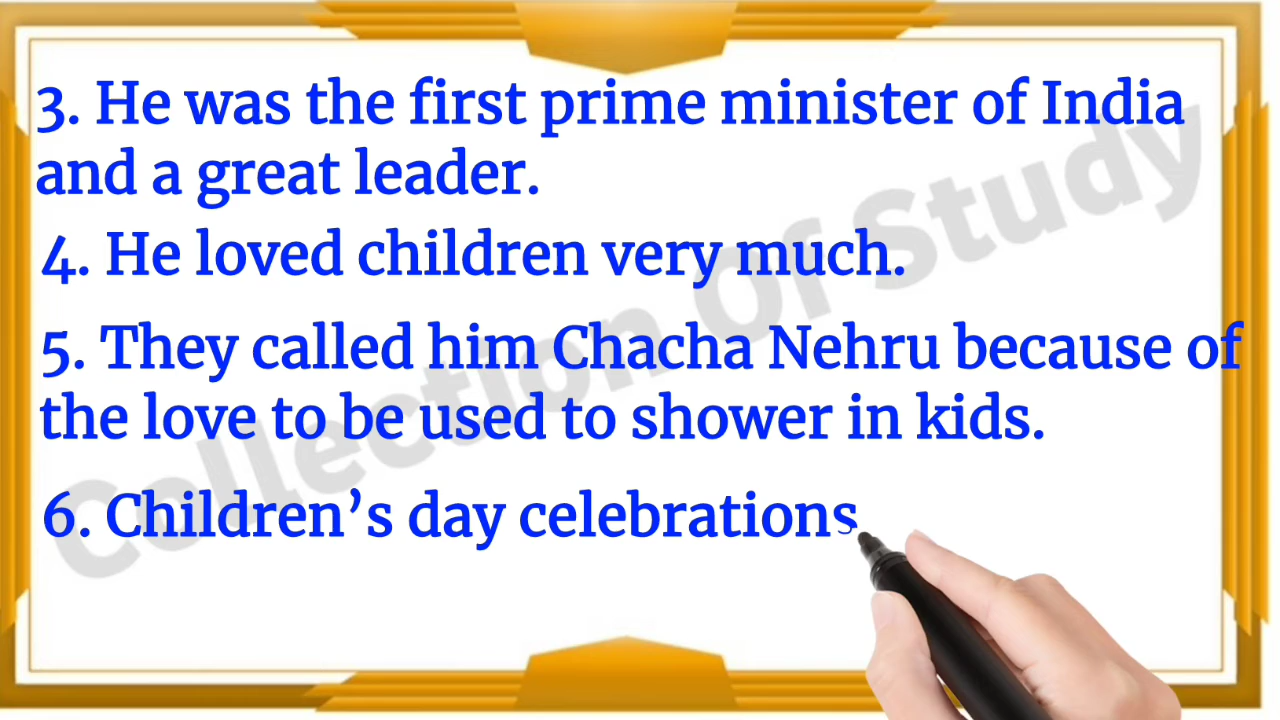 3. He was the first prime minister of India
and a great leader.
4. He loved children very much.
5. They called him Chacha Nehru because of
the love to be used to shower in kids.
6. Children’s day celebrations
Collection Of Study